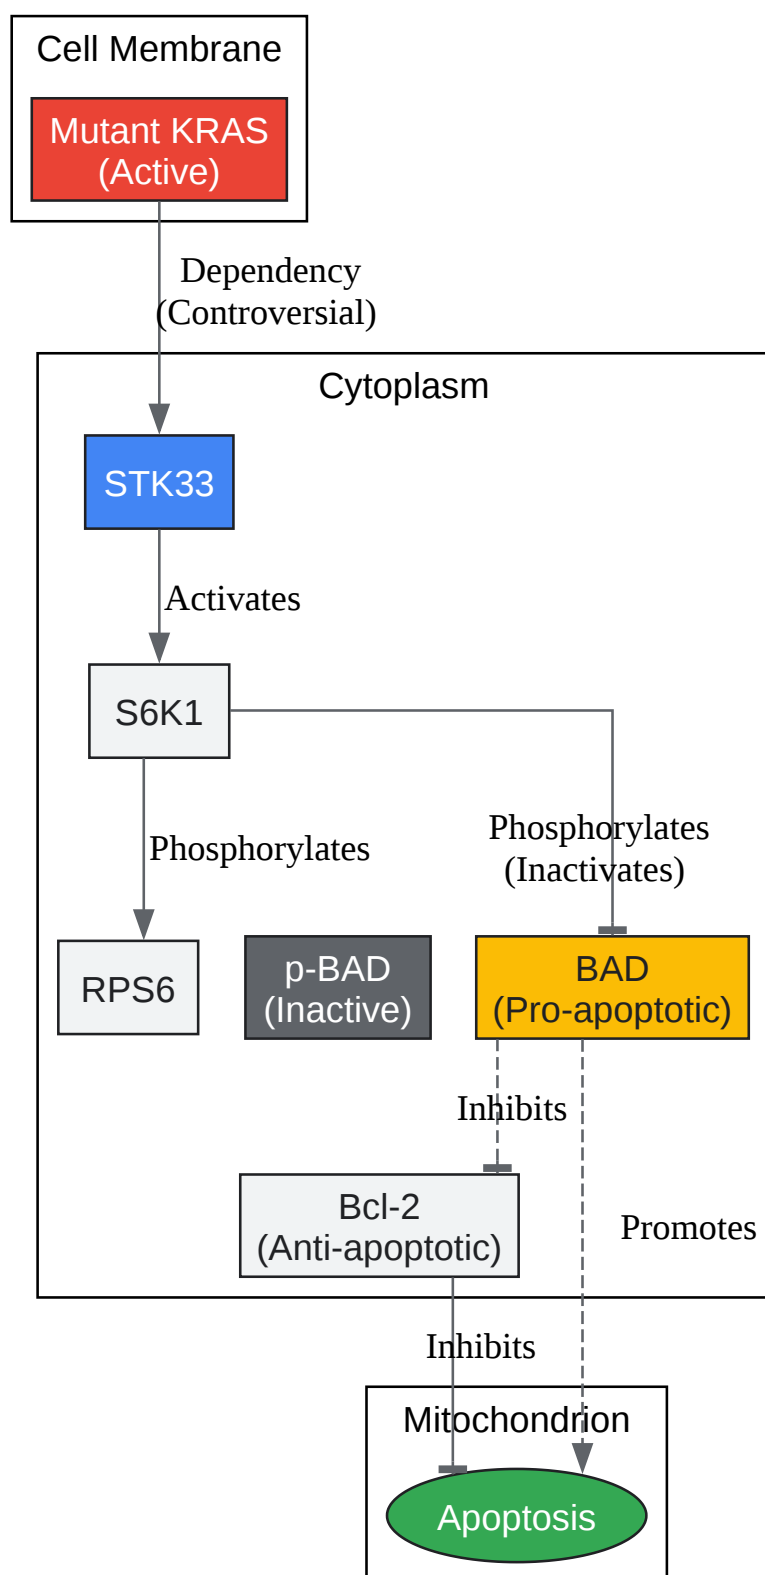 Cell Membrane
Mutant KRAS
(Active)
Dependency
(Controversial)
Cytoplasm
STK33
Activates
S6K1
Phosphorylates
Phosphorylates
(Inactivates)
RPS6
p-BAD
(Inactive)
BAD
(Pro-apoptotic)
Inhibits
Bcl-2
(Anti-apoptotic)
Promotes
Inhibits
Mitochondrion
Apoptosis